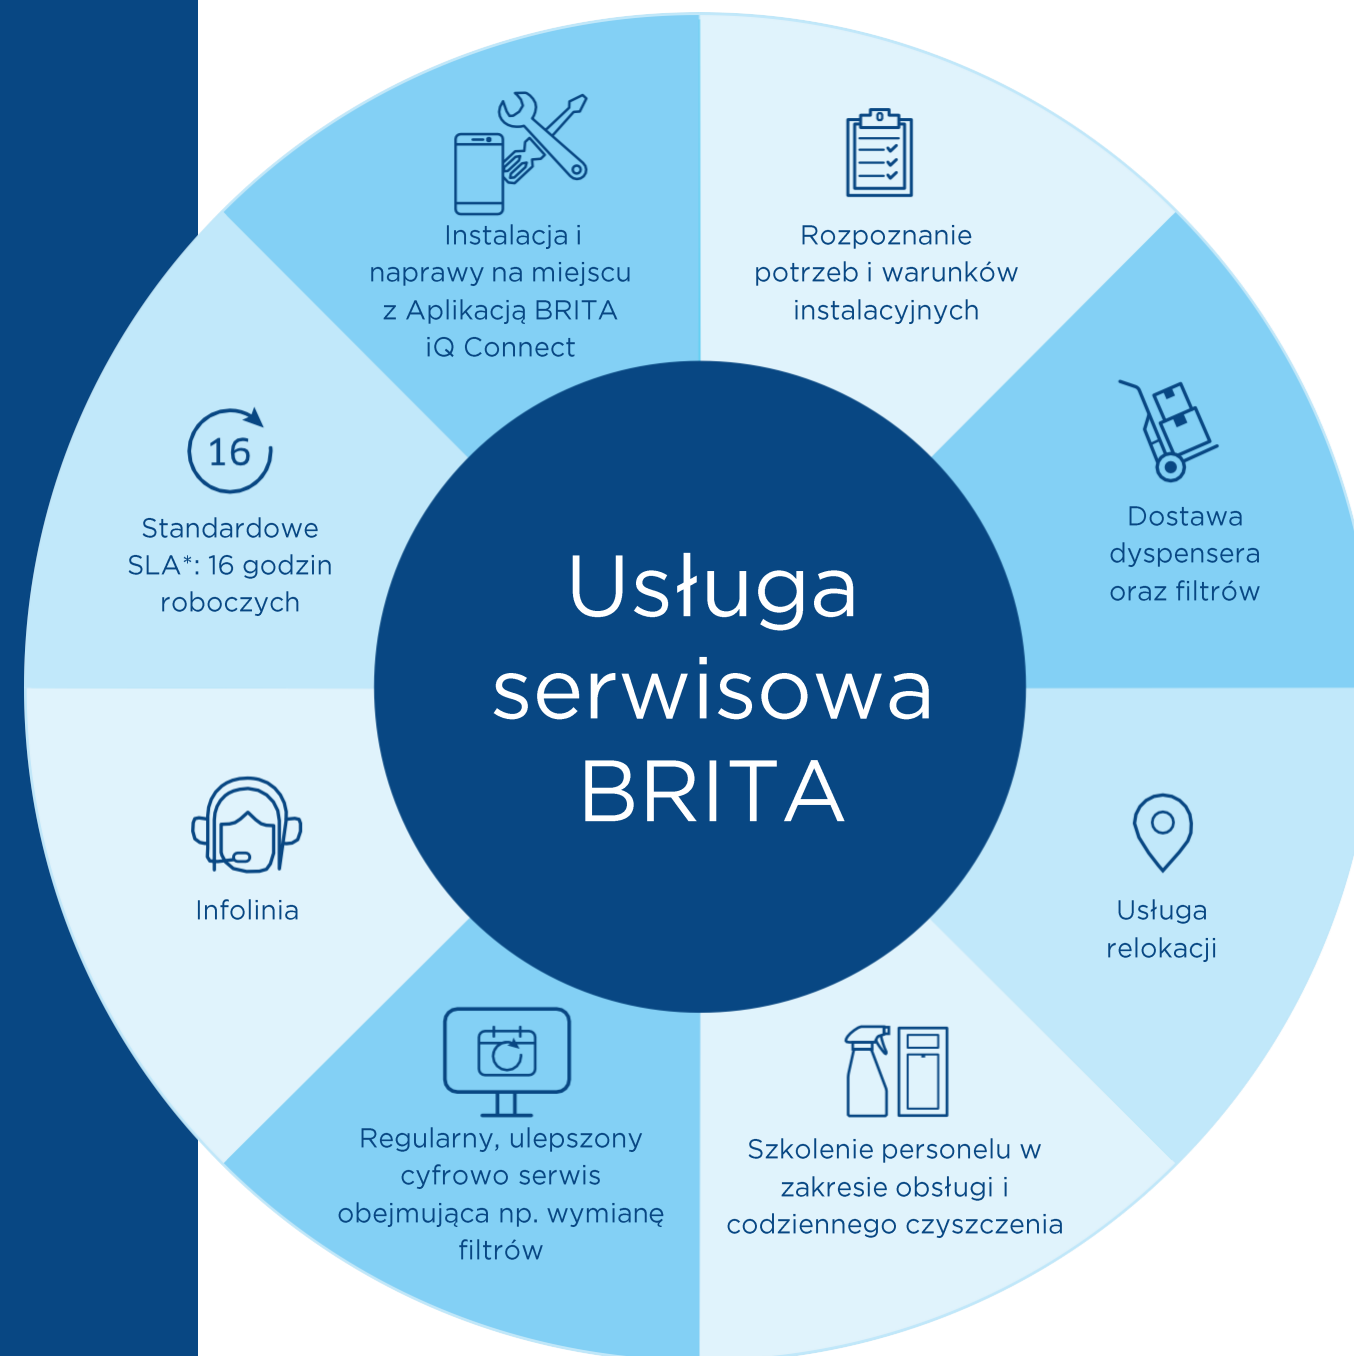 Instalacja i
naprawy na miejscu
z Aplikacją BRITA
iQ Connect
Rozpoznanie
potrzeb i warunków
instalacyjnych
Dostawa
dyspensera
oraz filtrów
Usługa
relokacji
Szkolenie personelu w
zakresie obsługi i
codziennego czyszczenia
Regularny, ulepszony
cyfrowo serwis
obejmująca np. wymianę
filtrów
Infolinia
16
Standardowe
SLA*: 16 godzin
roboczych
Usługa
serwisowa
BRITA